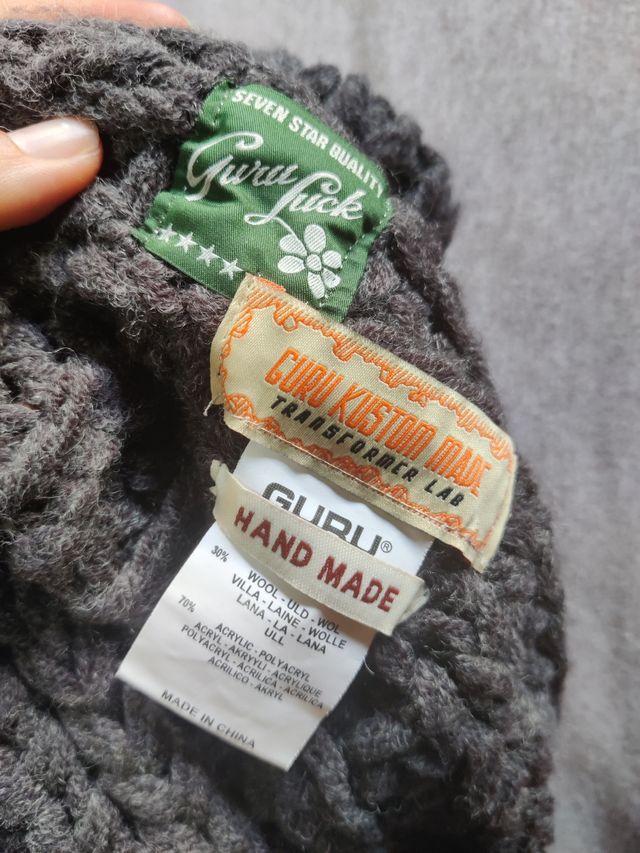 SEVEN STAR QUALITY
Guru
Luck
GURU KUSTOM MADE
TRANSFORMER LAB
GURU®
HAND MADE
30%
WOOL-ULD-WOL
VILLA-LAINE-WOLLE
LANA-LA-LANA
ULL
70%
ACRYLIC-POLYACRYL
ACRYL-AKRYYLI-ACRYLIQUE
POLYACRYL-ACRILICA-ACRILICA
ACRILICO-AKRYL
MADE IN CHINA